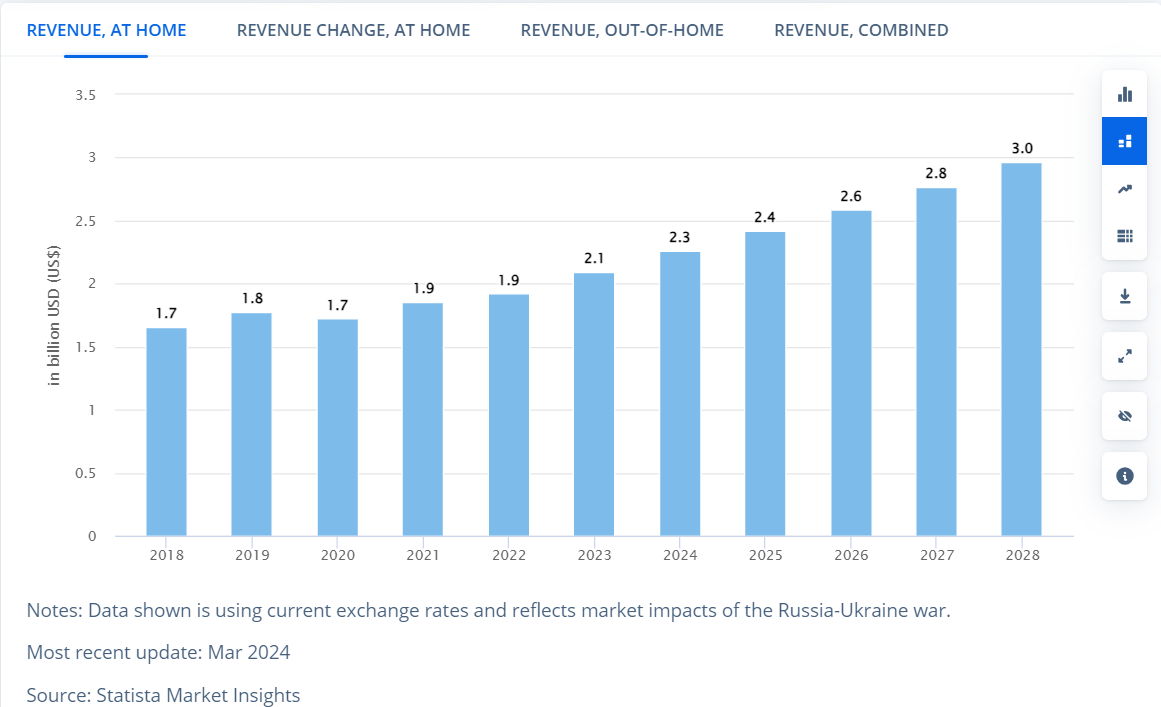 REVENUE, AT HOME REVENUE CHANGE, AT HOME REVENUE, OUT-OF-HOME REVENUE, COMBINED
in billion USD (US$)
3.5
3
2.5
2
1.5
1
0.5
0
1.7 1.8 1.7 1.9 1.9 2.1 2.3 2.4 2.6 2.8 3.0
2018 2019 2020 2021 2022 2023 2024 2025 2026 2027 2028
Notes: Data shown is using current exchange rates and reflects market impacts of the Russia-Ukraine war.
Most recent update: Mar 2024
Source: Statista Market Insights